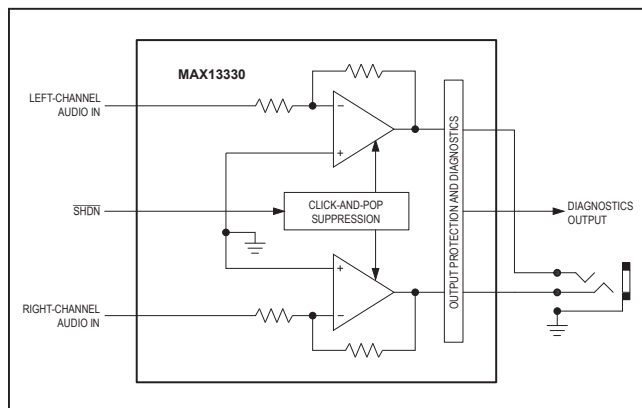 MAX13330
LEFT-CHANNEL
AUDIO IN
−
+
SHDN
CLICK-AND-POP
SUPPRESSION
OUTPUT PROTECTION AND DIAGNOSTICS
DIAGNOSTICS
OUTPUT
+
−
RIGHT-CHANNEL
AUDIO IN